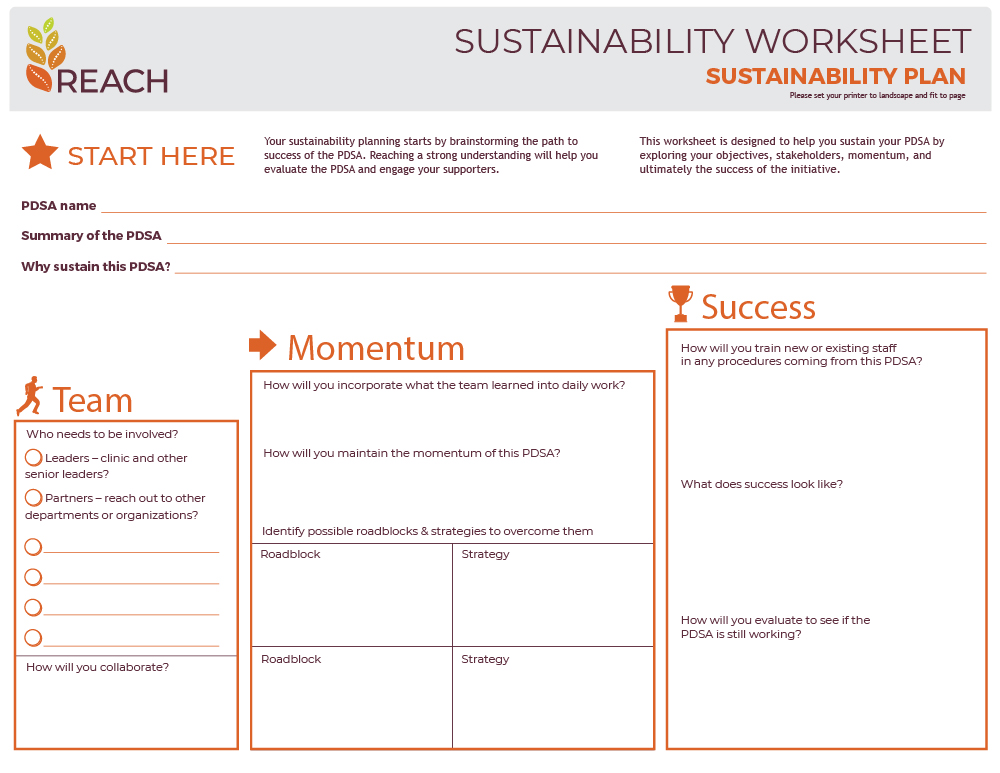 REACH
SUSTAINABILITY WORKSHEET
SUSTAINABILITY PLAN
Please set your printer to landscape and fit to page
START HERE
Your sustainability planning starts by brainstorming the path to
success of the PDSA. Reaching a strong understanding will help you
evaluate the PDSA and engage your supporters.
This worksheet is designed to help you sustain your PDSA by
exploring your objectives, stakeholders, momentum, and
ultimately the success of the initiative.
PDSA name
Summary of the PDSA
Why sustain this PDSA?
Team
Who needs to be involved?
Leaders – clinic and other
senior leaders?
Partners – reach out to other
departments or organizations?
How will you collaborate?
Momentum
How will you incorporate what the team learned into daily work?
How will you maintain the momentum of this PDSA?
Identify possible roadblocks & strategies to overcome them
Roadblock
Strategy
Roadblock
Strategy
Success
How will you train new or existing staff
in any procedures coming from this PDSA?
What does success look like?
How will you evaluate to see if the
PDSA is still working?